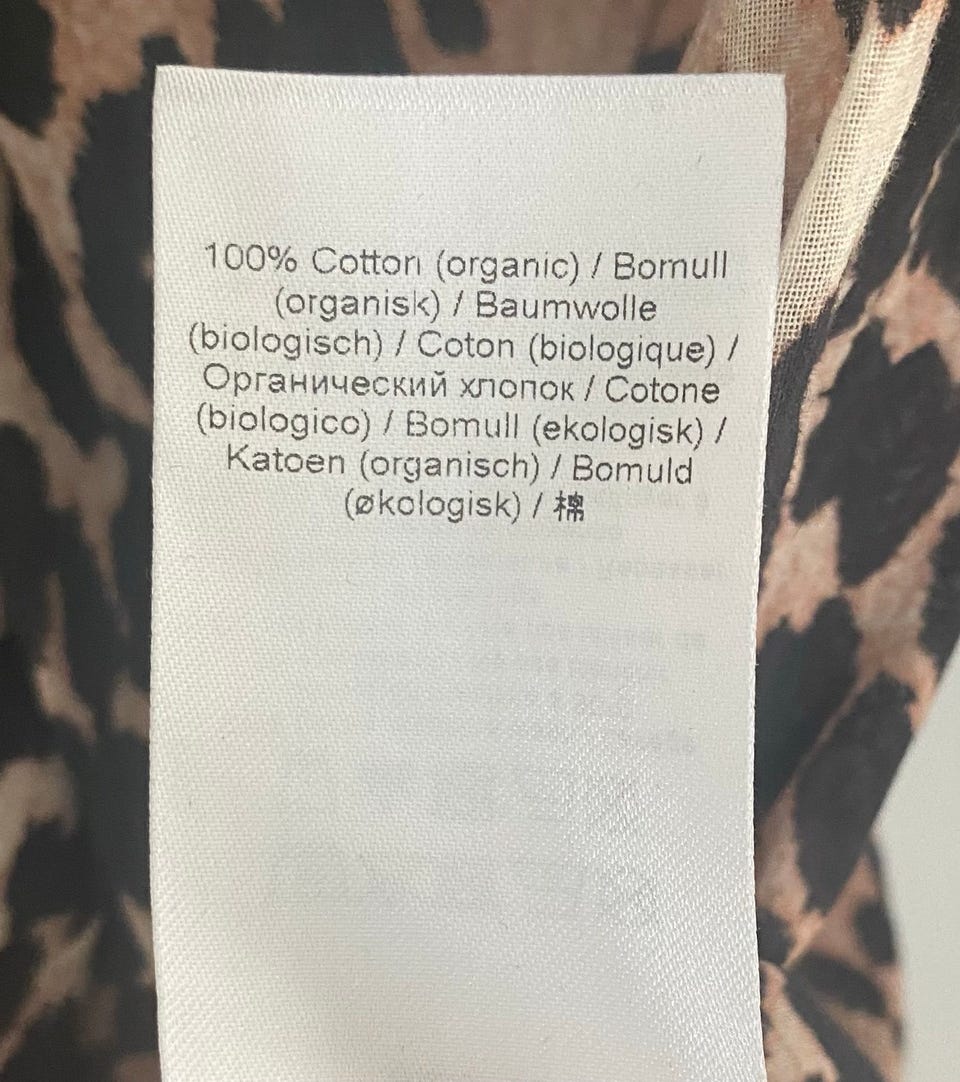 100% Cotton (organic) / Bomull
(organisk) / Baumwolle
(biologisch) / Coton (biologique) /
Органический хлопок / Cotone
(biologico) / Bomull (ekologisk) /
Katoen (organisch) / Bomuld
(økologisk) / 棉